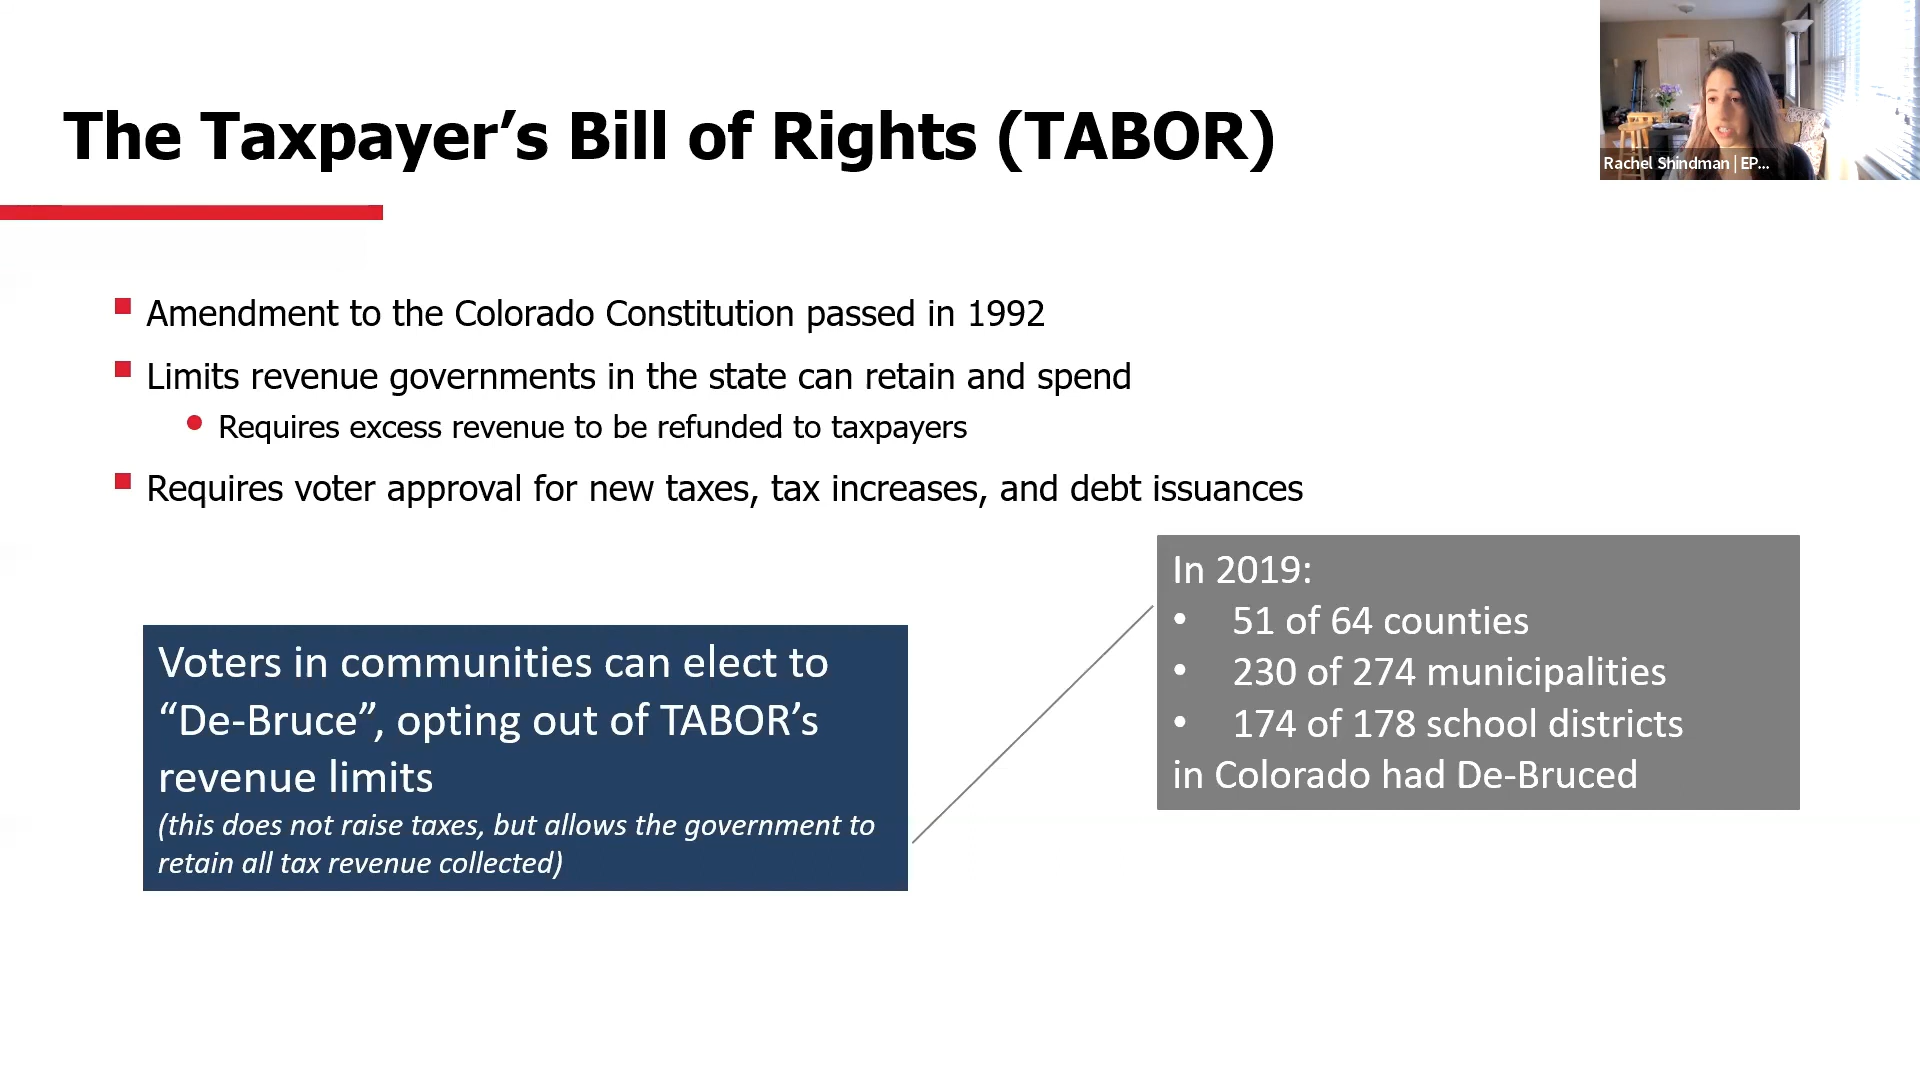 The Taxpayer’s Bill of Rights (TABOR)
Rachel Shindman | EP...
Amendment to the Colorado Constitution passed in 1992
Limits revenue governments in the state can retain and spend
Requires excess revenue to be refunded to taxpayers
Requires voter approval for new taxes, tax increases, and debt issuances
Voters in communities can elect to
“De-Bruce”, opting out of TABOR’s
revenue limits
(this does not raise taxes, but allows the government to
retain all tax revenue collected)
In 2019:
• 51 of 64 counties
• 230 of 274 municipalities
• 174 of 178 school districts
in Colorado had De-Bruced